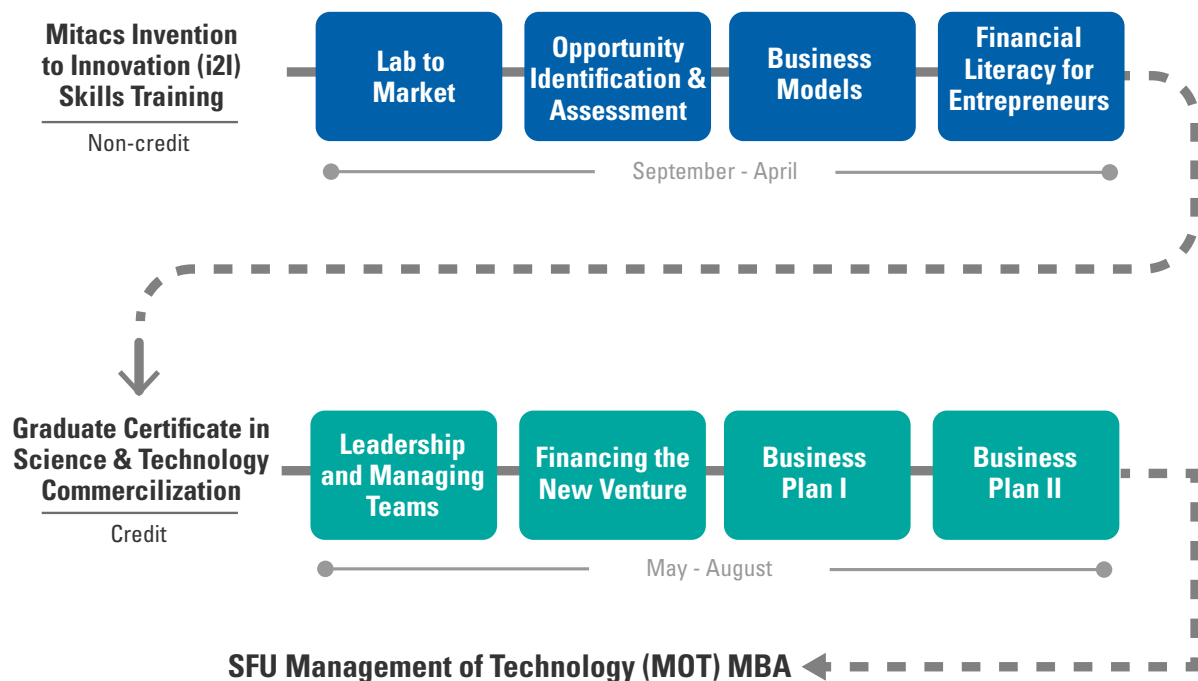 Mitacs Invention
to Innovation (i2I)
Skills Training
Non-credit
Lab to
Market
Opportunity
Identification &
Assessment
Business
Models
Financial
Literacy for
Entrepreneurs
September - April
Graduate Certificate in
Science & Technology
Commercilization
Credit
Leadership
and Managing
Teams
Financing the
New Venture
Business
Plan I
Business
Plan II
May - August
SFU Management of Technology (MOT) MBA